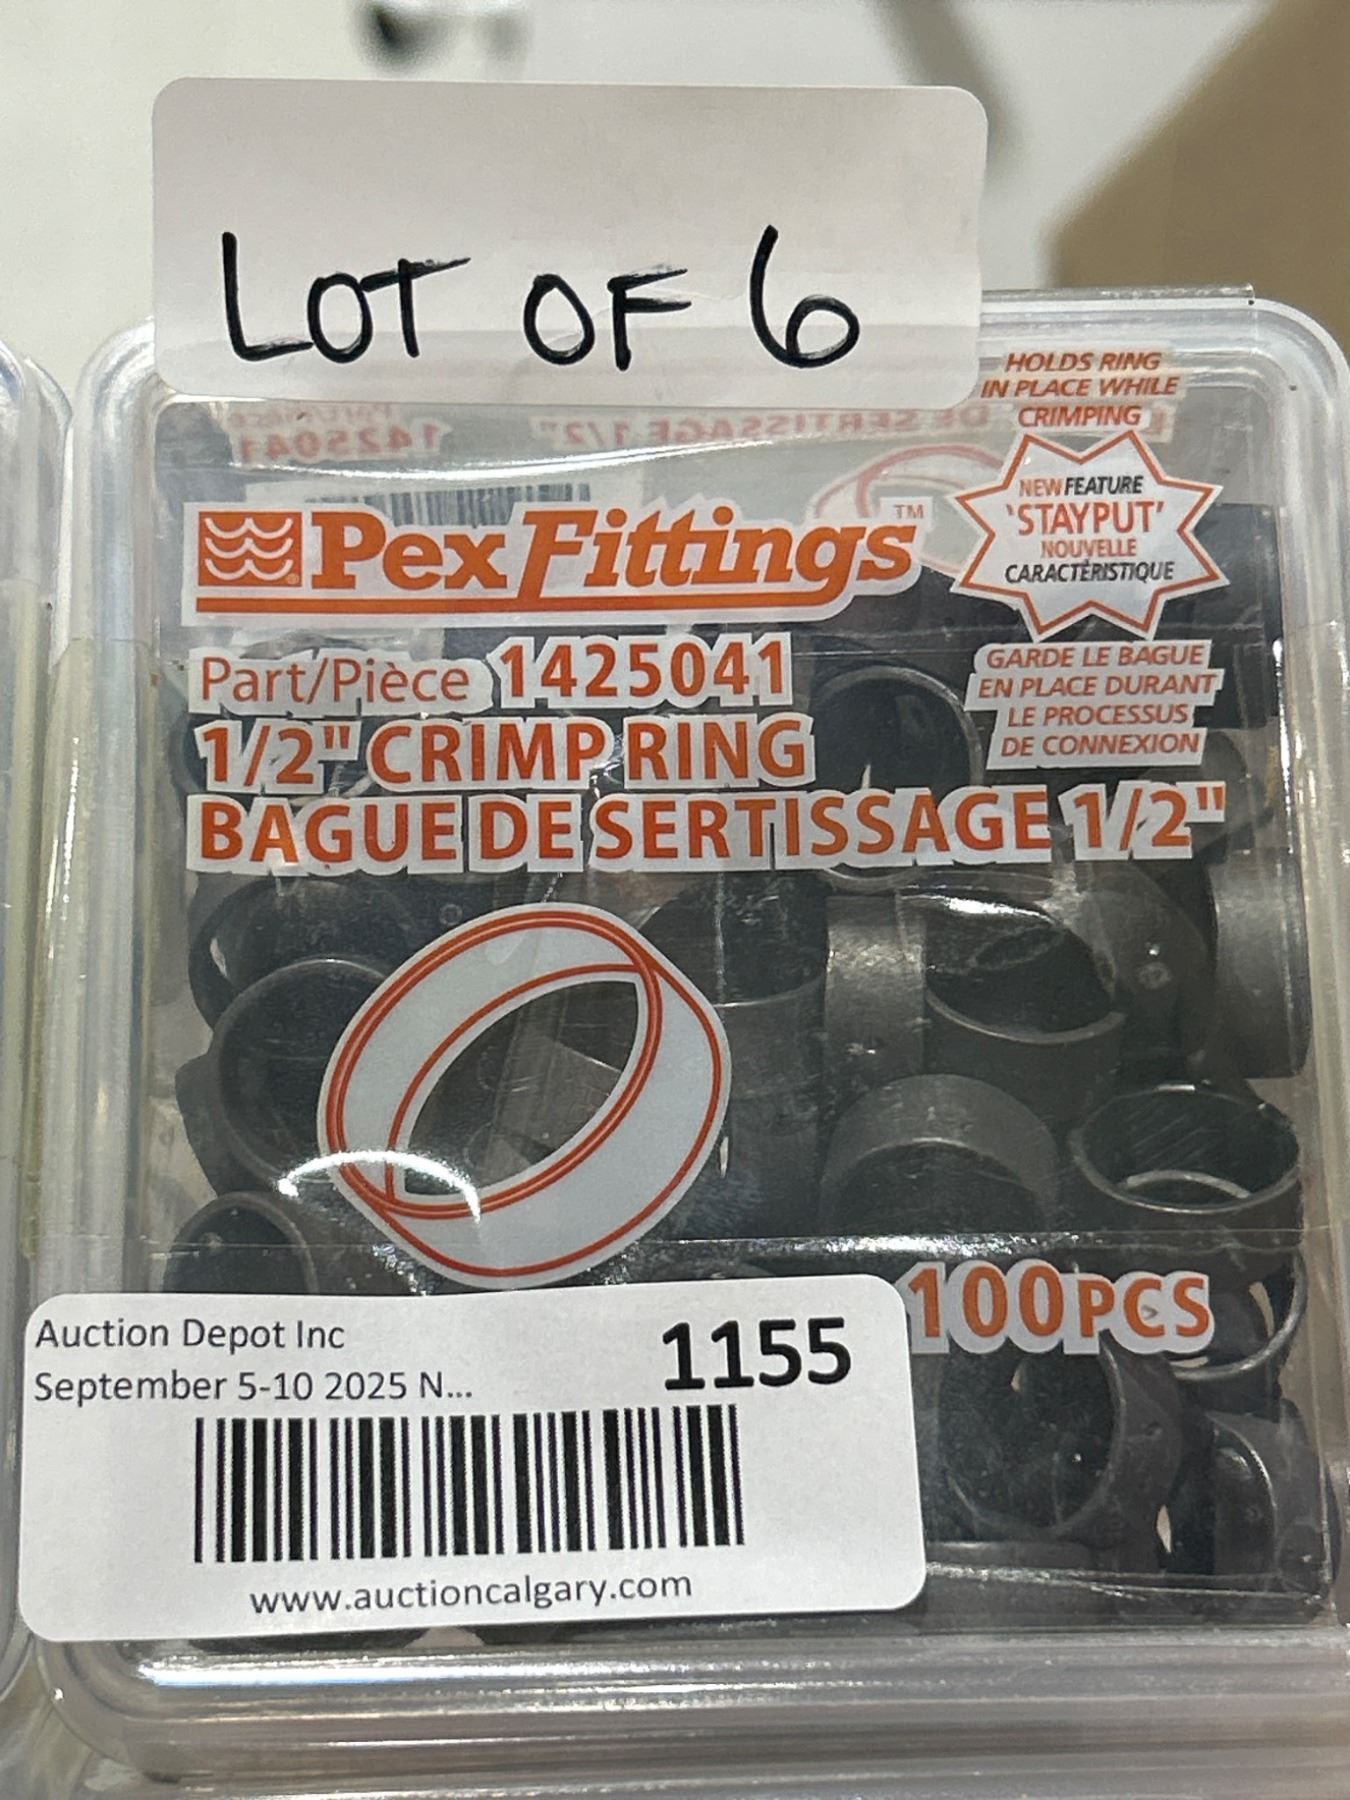 LOT OF 6
HOLDS RING
IN PLACE WHILE
CRIMPING
NEW FEATURE
'STAYPUT'
NOUVELLE
CARACTÉRISTIQUE
Pex Fittings™
Part/Pièce 1425041
1/2" CRIMP RING
BAGUE DE SERTISSAGE 1/2"
GARDE LE BAGUE
EN PLACE DURANT
LE PROCESSUS
DE CONNEXION
100PCS
Auction Depot Inc
September 5-10 2025 N...
1155
www.auctioncalgary.com